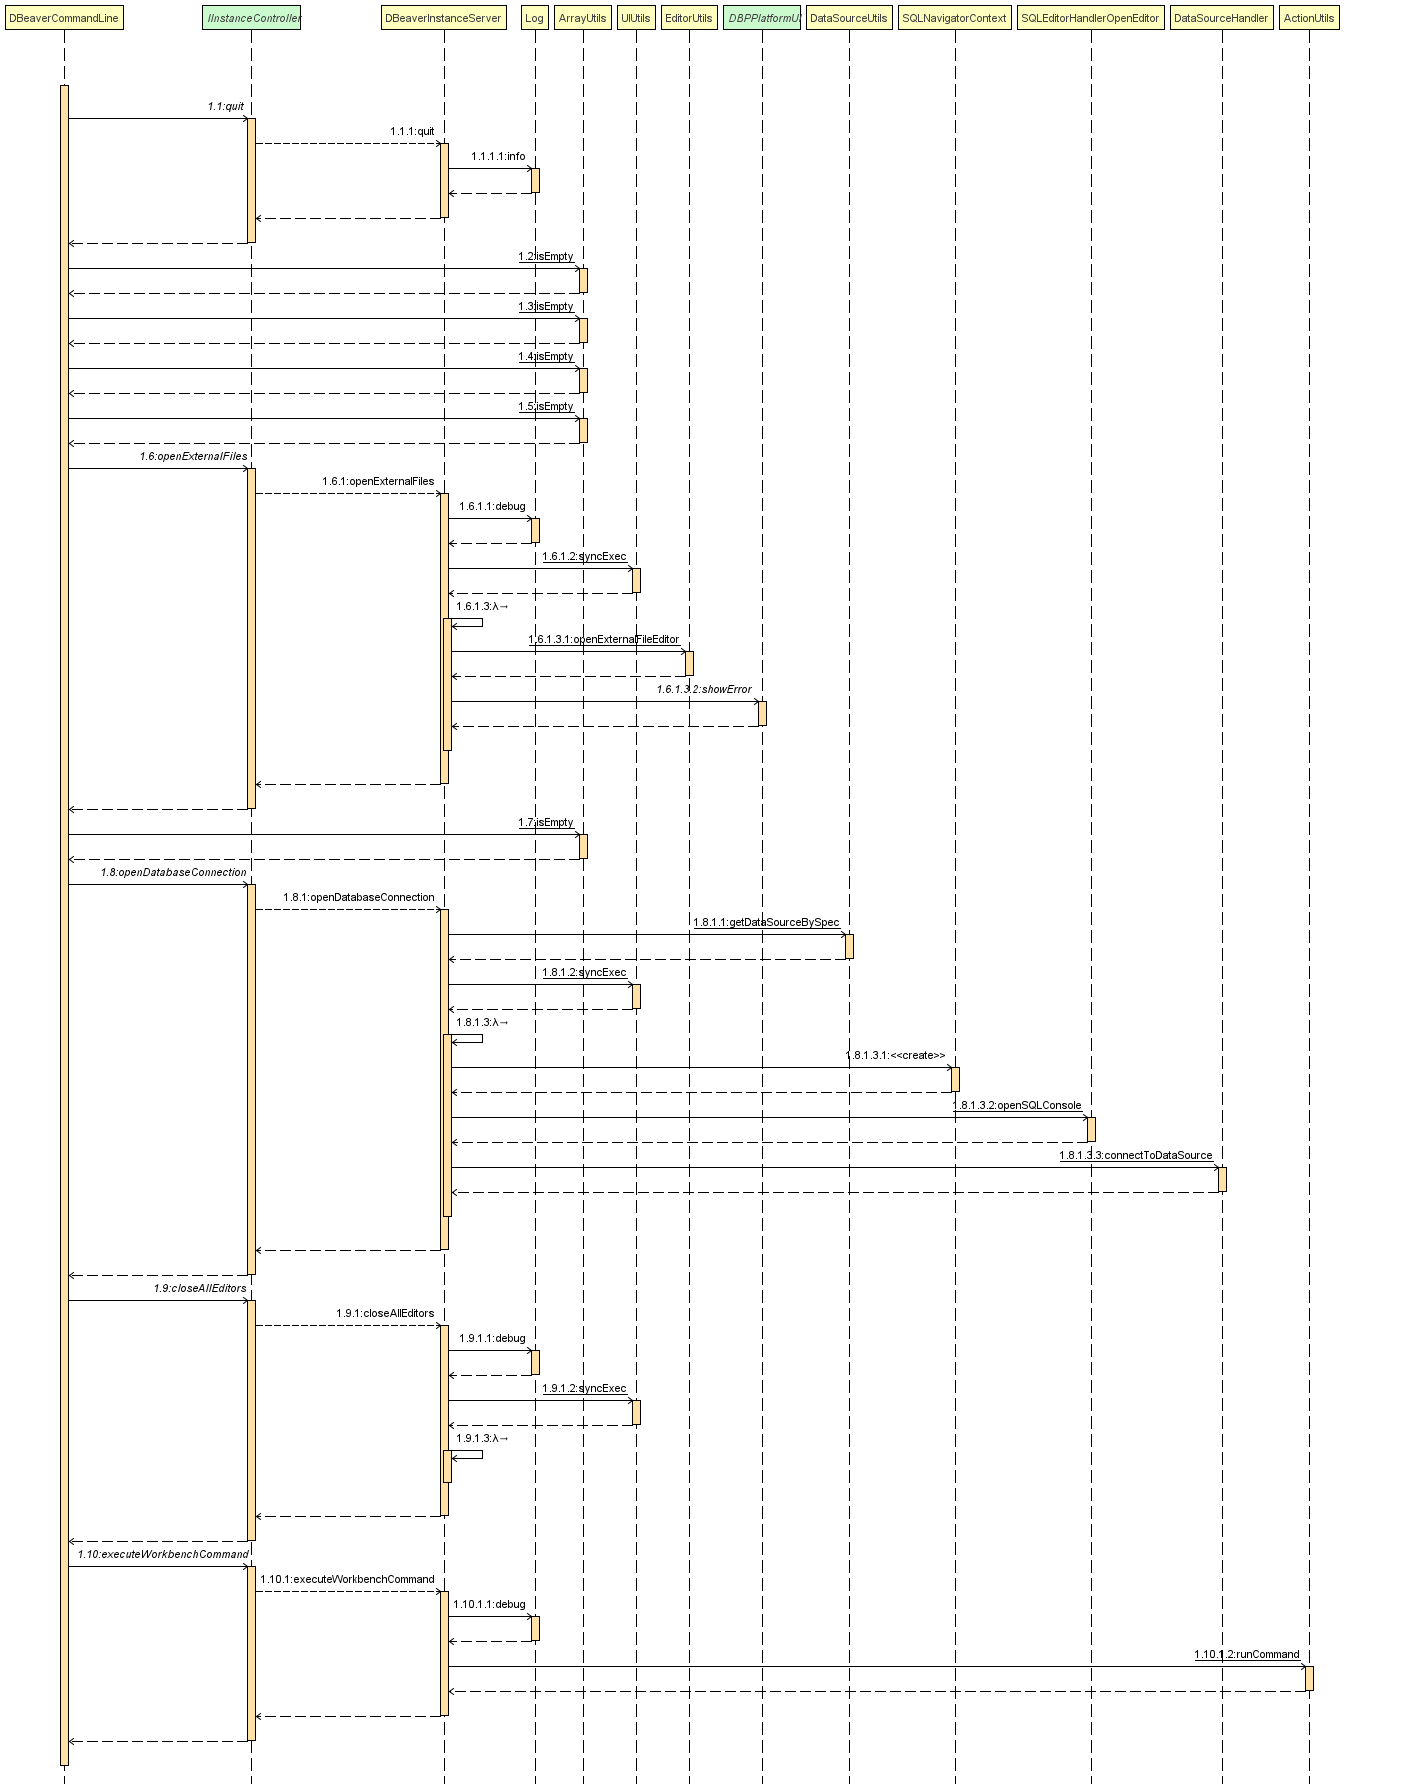 DBeaverCommandLine
IInstanceController
DBeaverInstanceServer
Log
ArrayUtils
UIUtils
EditorUtils
DBPPlatformUI
DataSourceUtils
SQLNavigatorContext
SQLEditorHandlerOpenEditor
DataSourceHandler
ActionUtils
1.1:quit
1.1.1:quit
1.1.1.1:info
1.2:isEmpty
1.3:isEmpty
1.4:isEmpty
1.5:isEmpty
1.6:openExternalFiles
1.6.1:openExternalFiles
1.6.1.1:debug
1.6.1.2:syncExec
1.6.1.3:λ→
1.6.1.3.1:openExternalFileEditor
1.6.1.3.2:showError
1.7:isEmpty
1.8:openDatabaseConnection
1.8.1:openDatabaseConnection
1.8.1.1:getDataSourceBySpec
1.8.1.2:syncExec
1.8.1.3:λ→
1.8.1.3.1:<<create>>
1.8.1.3.2:openSQLConsole
1.8.1.3.3:connectToDataSource
1.9:closeAllEditors
1.9.1:closeAllEditors
1.9.1.1:debug
1.9.1.2:syncExec
1.9.1.3:λ→
1.10:executeWorkbenchCommand
1.10.1:executeWorkbenchCommand
1.10.1.1:debug
1.10.1.2:runCommand